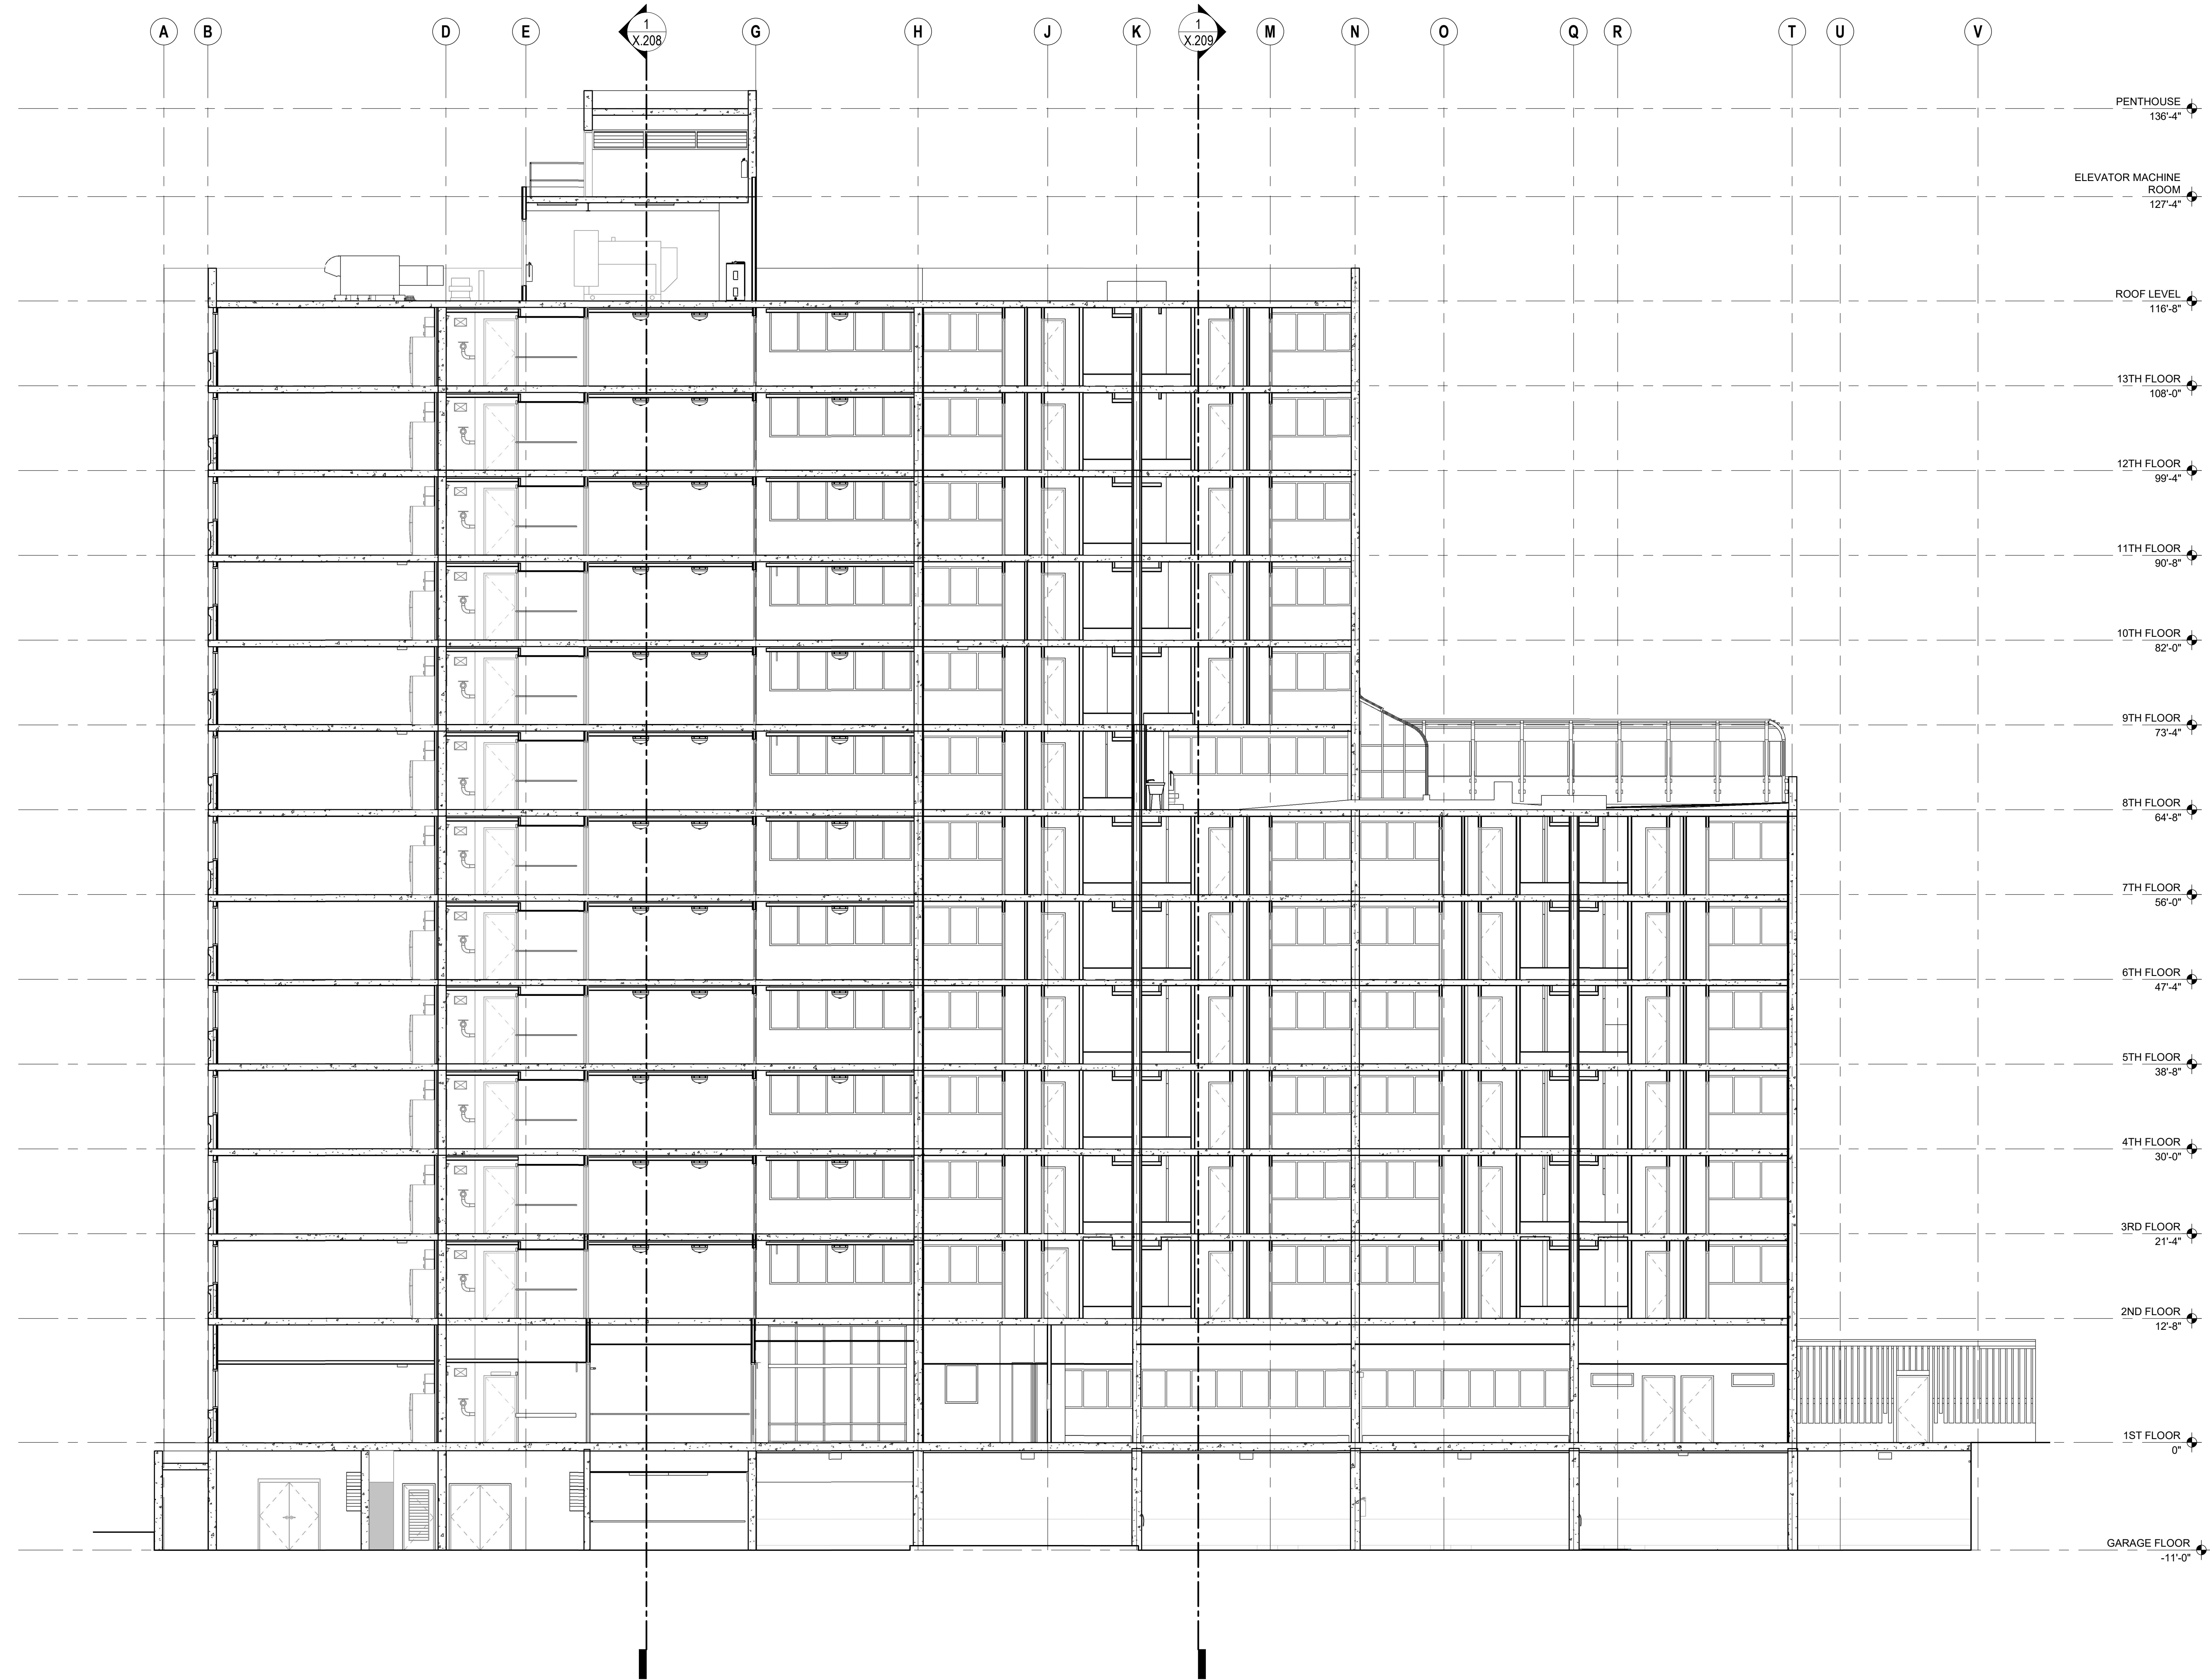 A B D E 1 G H J K 1 M N O Q R T U V
X.208 X.209
PENTHOUSE
136'-4"
ELEVATOR MACHINE
ROOM
127'-4"
ROOF LEVEL
116'-8"
13TH FLOOR
108'-0"
12TH FLOOR
99'-4"
11TH FLOOR
90'-8"
10TH FLOOR
82'-0"
9TH FLOOR
73'-4"
8TH FLOOR
64'-8"
7TH FLOOR
56'-0"
6TH FLOOR
47'-4"
5TH FLOOR
38'-8"
4TH FLOOR
30'-0"
3RD FLOOR
21'-4"
2ND FLOOR
12'-8"
1ST FLOOR
0"
GARAGE FLOOR
-11'-0"